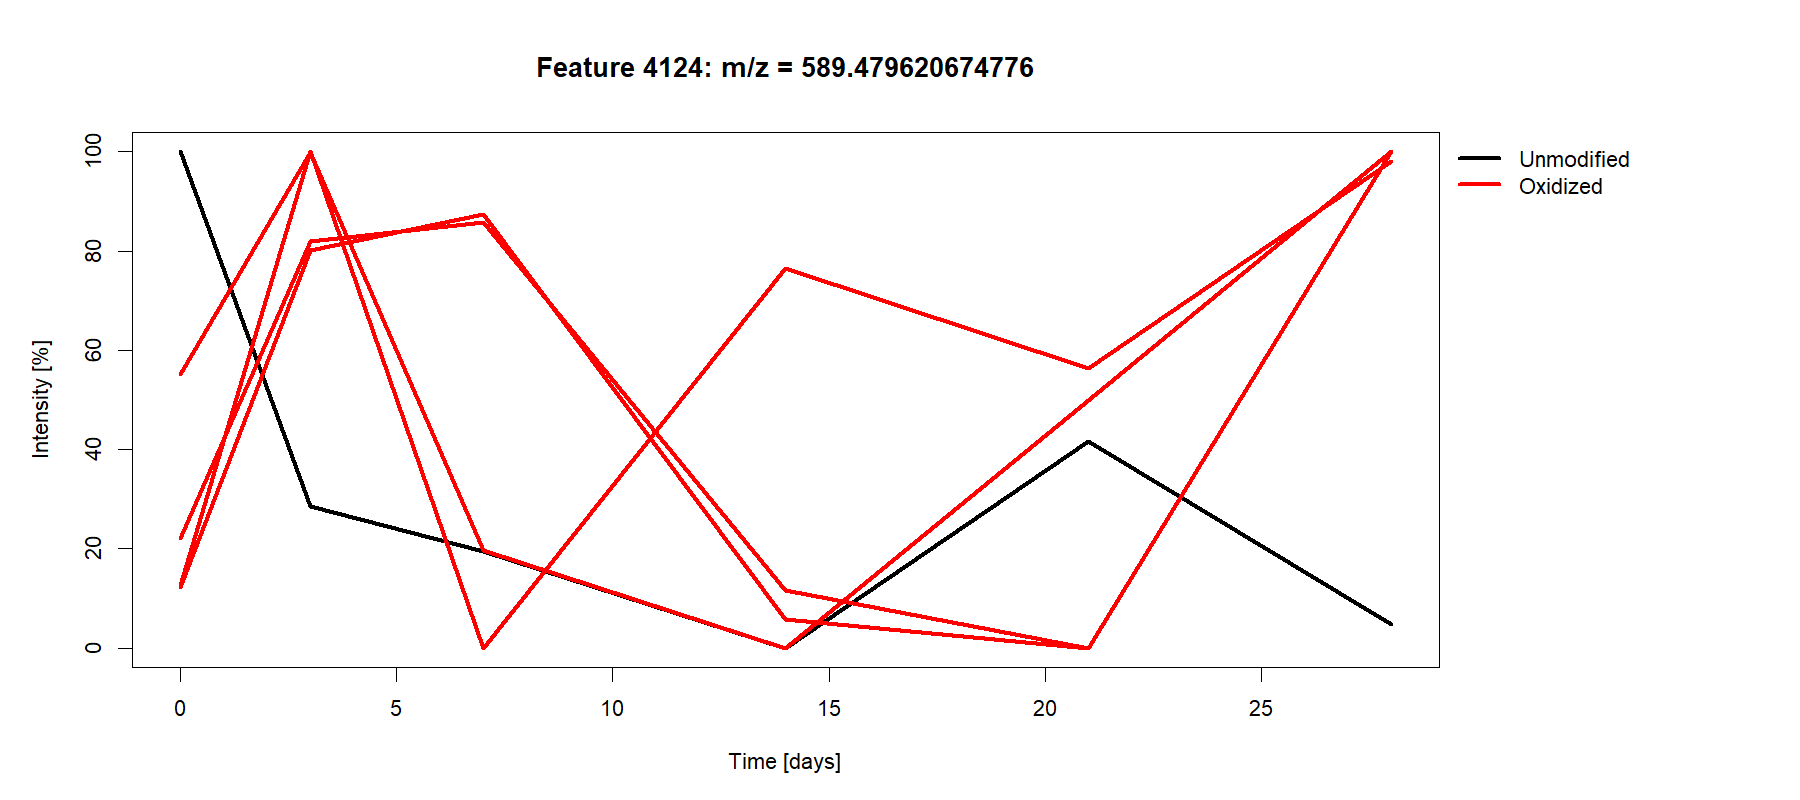 Feature 4124: m/z = 589.479620674776
Unmodified
Oxidized
Intensity [%]
100
80
60
40
20
0
0 5 10 15 20 25
Time [days]